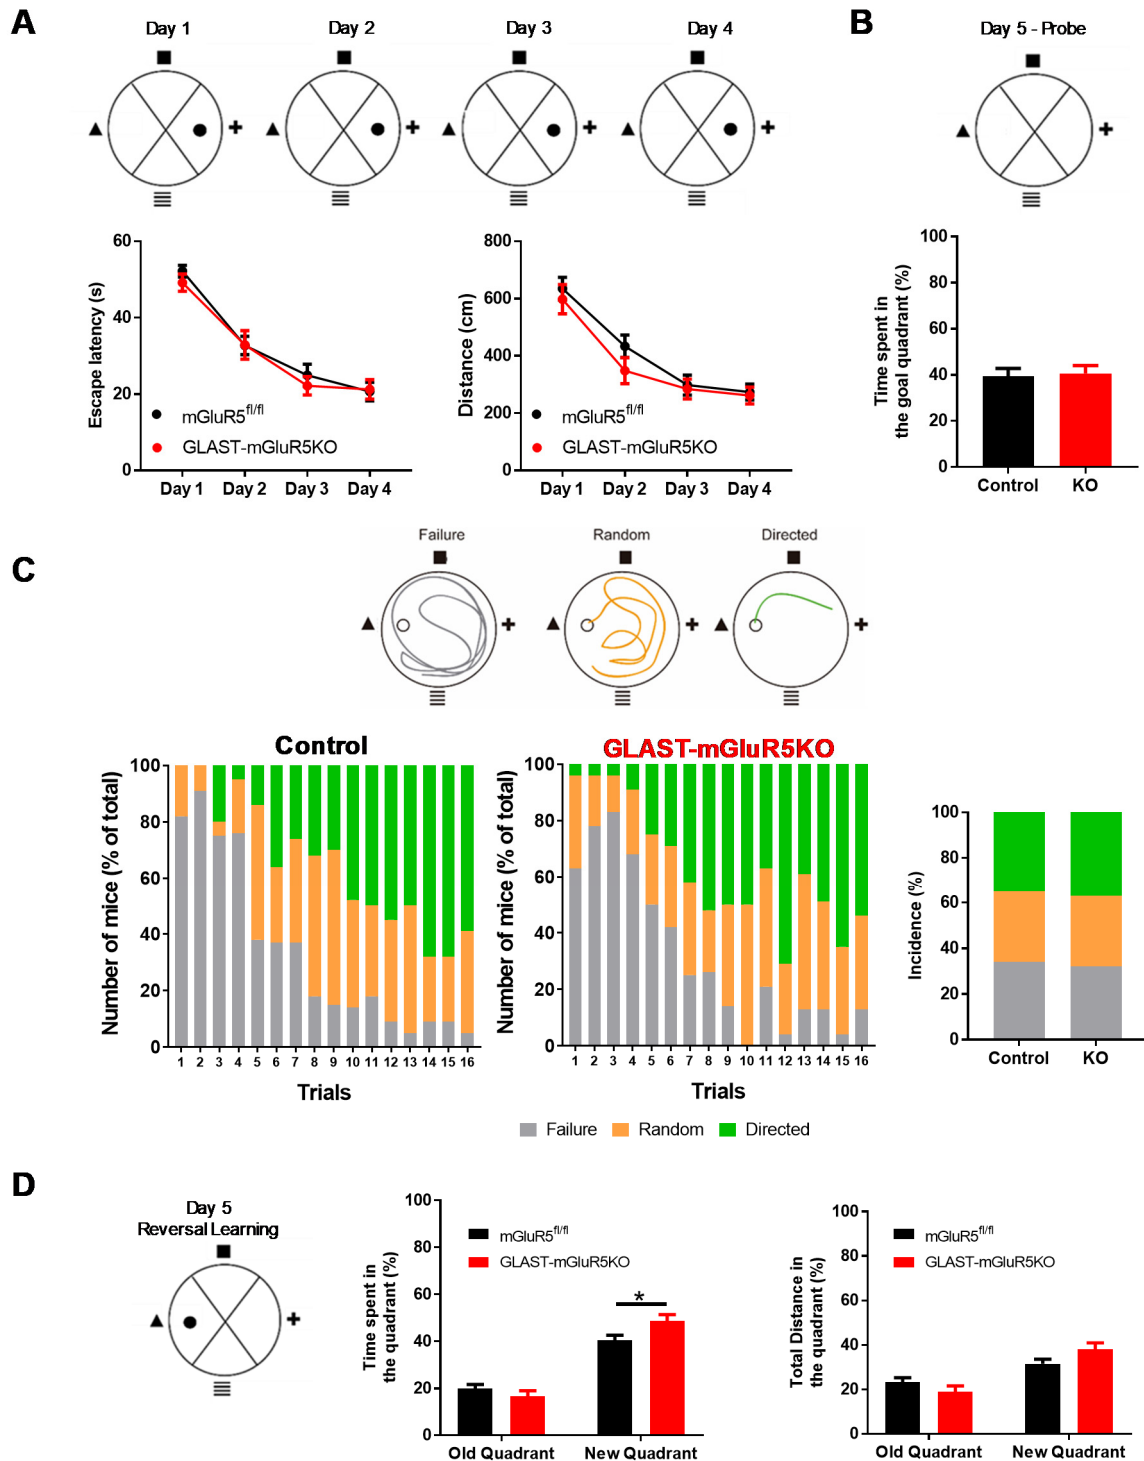 A
Day 1
Day 2
Day 3
Day 4
B
Day 5 - Probe
60
40
20
0
Escape latency (s)
mGluR5fl/fl
GLAST-mGluR5KO
Day 1 Day 2 Day 3 Day 4
800
600
400
200
0
Distance (cm)
mGluR5fl/fl
GLAST-mGluR5KO
Day 1 Day 2 Day 3 Day 4
100
80
60
40
20
0
Time spent in
the goal quadrant (%)
Control KO
C
Failure
Random
Directed
Control
100
80
60
40
20
0
Number of mice (% of total)
1 2 3 4 5 6 7 8 9 10 11 12 13 14 15 16
Trials
GLAST-mGluR5KO
100
80
60
40
20
0
Number of mice (% of total)
1 2 3 4 5 6 7 8 9 10 11 12 13 14 15 16
Trials
100
80
60
40
20
0
Incidence (%)
Control KO
Failure Random Directed
D
Day 5
Reversal Learning
100
80
60
40
20
0
Time spent in
the quadrant (%)
mGluR5fl/fl
GLAST-mGluR5KO
*
Old Quadrant New Quadrant
100
80
60
40
20
0
Total Distance in
the quadrant (%)
mGluR5fl/fl
GLAST-mGluR5KO
Old Quadrant New Quadrant